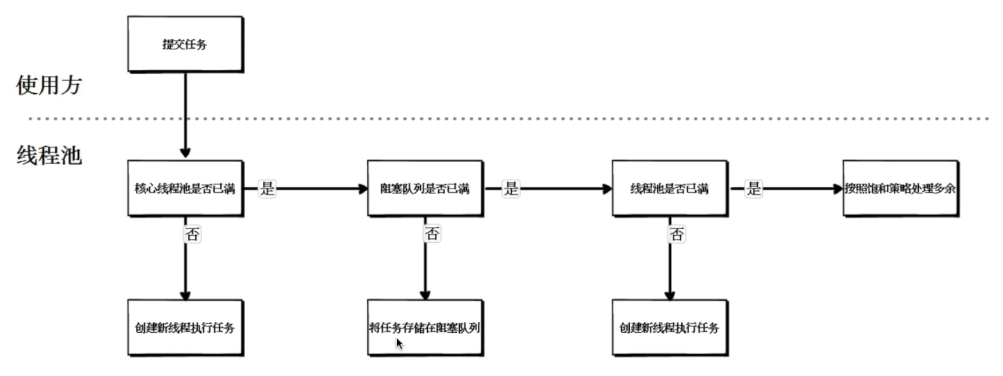 提交任务
使用方
线程池
核心线程池是否已满
是
阻塞队列是否已满
是
线程池是否已满
是
按照饱和策略处理多余
否
否
否
创建新线程执行任务
将任务存储在阻塞队列
创建新线程执行任务